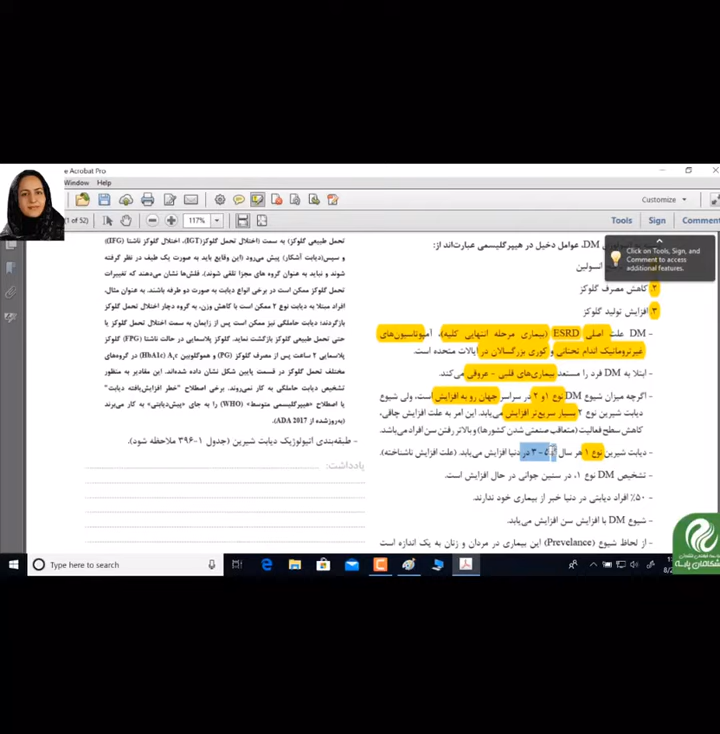 e Acrobat Pro
Window Help
Customize
(1 of 52)
117%
Tools Sign Comment
Click on Tools, Sign, and
Comment to access
additional features.
DM، عوامل دخیل در هیپرگلیسمی عبارت‌اند از:
انسولین
۲. کاهش مصرف گلوکز
۳. افزایش تولید گلوکز
- DM علت اصلی ESRD (بیماری مرحله انتهایی کلیه)، آمپوتاسیون‌های
غیرتروماتیک اندام تحتانی و کوری بزرگسالان در ایالات متحده است.
- ابتلا به DM فرد را مستعد بیماری‌های قلبی - عروقی می‌کند.
- اگرچه میزان شیوع DM نوع ۱ و ۲ در سراسر جهان رو به افزایش است، ولی شیوع
دیابت شیرین نوع ۲ بسیار سریع‌تر افزایش می‌یابد. این امر به علت افزایش چاقی،
کاهش سطح فعالیت (متعاقب صنعتی شدن کشورها) و بالاتر رفتن سن افراد می‌باشد.
- دیابت شیرین نوع ۱ هر سال ۵٪ - ۳ در دنیا افزایش می‌یابد. (علت افزایش ناشناخته).
- تشخیص DM نوع ۱، در سنین جوانی در حال افزایش است.
- ۵۰٪ افراد دیابتی در دنیا خبر از بیماری خود ندارند.
- شیوع DM با افزایش سن افزایش می‌یابد.
- از لحاظ شیوع (Prevelance) این بیماری در مردان و زنان به یک اندازه است
تحمل طبیعی گلوکز) به سمت (اختلال تحمل گلوکز(IGT)، اختلال گلوکز ناشتا (IFG)
و سپس(دیابت آشکار) پیش می‌رود (این وقایع باید به صورت یک طیف در نظر گرفته
شوند و نباید به عنوان گروه های مجزا تلقی شوند). فلش‌ها نشان می‌دهند که تغییرات
تحمل گلوکز ممکن است در برخی انواع دیابت به صورت دو طرفه باشند. به عنوان مثال،
افراد مبتلا به دیابت نوع ۲ ممکن است با کاهش وزن، به گروه دچار اختلال تحمل گلوکز
بازگردند؛ دیابت حاملگی نیز ممکن است پس از زایمان به سمت اختلال تحمل گلوکز یا
حتی تحمل طبیعی گلوکز بازگشت نماید. گلوکز پلاسمایی در حالت ناشتا (FPG) گلوکز
پلاسمایی ۲ ساعت پس از مصرف گلوکز (PG) و هموگلوبین A₁c (HbA1c) در گروه‌های
مختلف تحمل گلوکز در قسمت پایین شکل نشان داده شده‌اند. این مقادیر به منظور
تشخیص دیابت حاملگی به کار نمی‌روند. برخی اصطلاح "خطر افزایش‌یافته دیابت"
یا اصطلاح «هیپرگلیسمی متوسط» (WHO) را به جای «پیش‌دیابتی» به کار می‌برند
(به‌روزشده از ADA 2017).
- طبقه‌بندی اتیولوژیک دیابت شیرین (جدول ۱-۳۹۶ ملاحظه شود).
یادداشت:
Type here to search